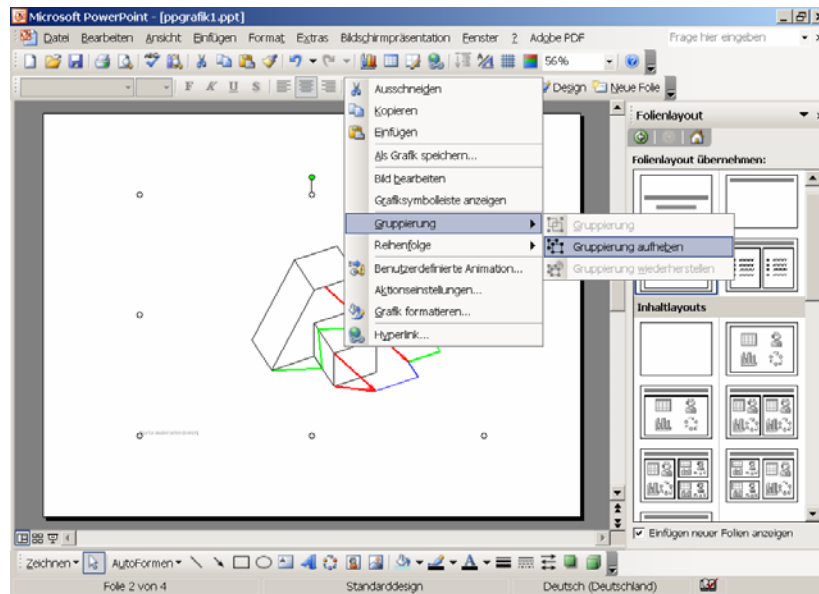 Microsoft PowerPoint - [ppgrafik1.ppt]
Datei Bearbeiten Ansicht Einfügen Format Extras Bildschirmpräsentation Fenster ? Adobe PDF Frage hier eingeben
56%
F K U S Design Neue Folie
Ausschneiden
Kopieren
Einfügen
Als Grafik speichern...
Bild bearbeiten
Grafiksymbolleiste anzeigen
Gruppierung
Reihenfolge
Benutzerdefinierte Animation...
Aktionseinstellungen...
Grafik formatieren...
Hyperlink...
Gruppierung
Gruppierung aufheben
Gruppierung wiederherstellen
Folienlayout
Folienlayout übernehmen:
Inhaltlayouts
Einfügen neuer Folien anzeigen
Zeichnen AutoFormen
Folie 2 von 4 Standarddesign Deutsch (Deutschland)